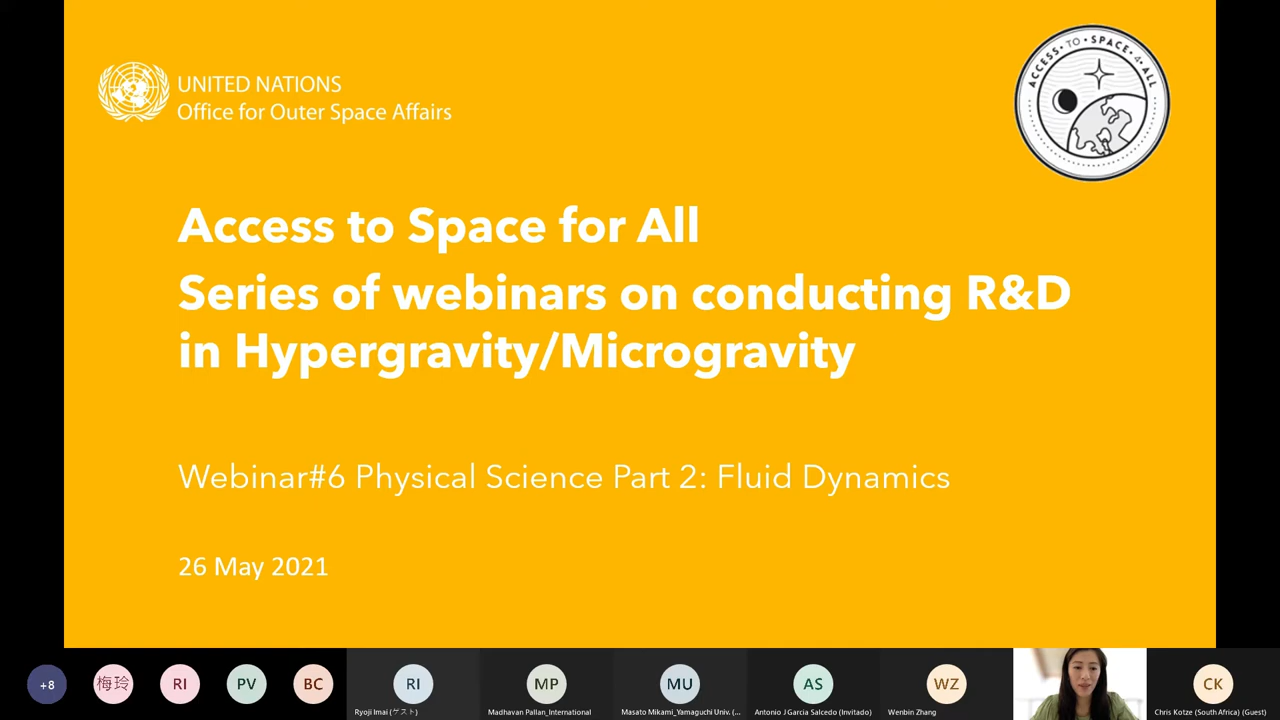 UNITED NATIONS
Office for Outer Space Affairs
ACCESS • TO • SPACE • 4 • ALL
Access to Space for All
Series of webinars on conducting R&D
in Hypergravity/Microgravity
Webinar#6 Physical Science Part 2: Fluid Dynamics
26 May 2021
+8
梅玲
RI
PV
BC
RI
MP
MU
AS
WZ
CK
Ryoji Imai (ゲスト)
Madhavan Pallan_International
Masato Mikami_Yamaguchi Univ. (...
Antonio J Garcia Salcedo (Invitado)
Wenbin Zhang
Chris Kotze (South Africa) (Guest)